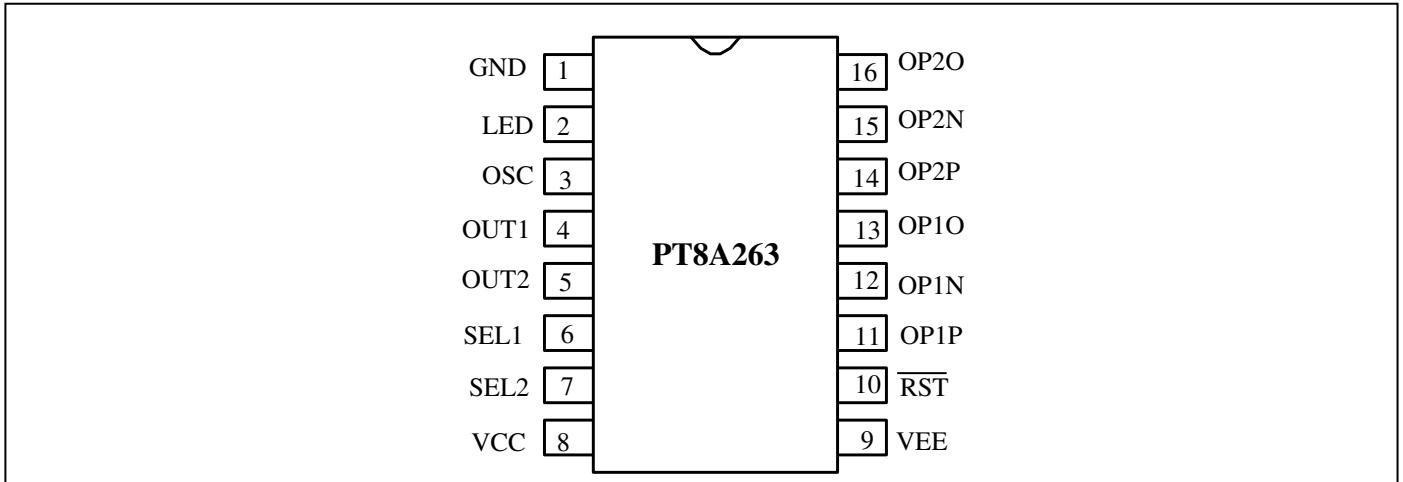 GND 1
LED 2
OSC 3
OUT1 4
OUT2 5
SEL1 6
SEL2 7
VCC 8
PT8A263
16 OP2O
15 OP2N
14 OP2P
13 OP1O
12 OP1N
11 OP1P
10 R̅S̅T̅
9 VEE